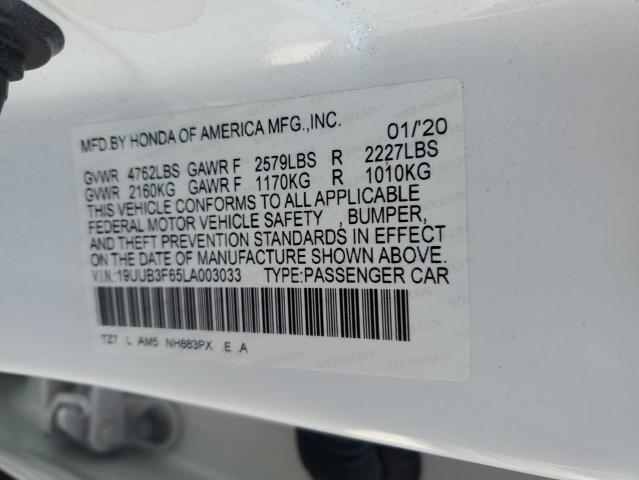 MFD.BY HONDA OF AMERICA MFG.,INC. 01/'20
GVWR 4762LBS GAWR F 2579LBS R 2227LBS
GVWR 2160KG GAWR F 1170KG R 1010KG
THIS VEHICLE CONFORMS TO ALL APPLICABLE
FEDERAL MOTOR VEHICLE SAFETY , BUMPER,
AND THEFT PREVENTION STANDARDS IN EFFECT
ON THE DATE OF MANUFACTURE SHOWN ABOVE.
V.I.N:19UUB3F65LA003033 TYPE:PASSENGER CAR
TZ7 L AM5 NH883PX .E A